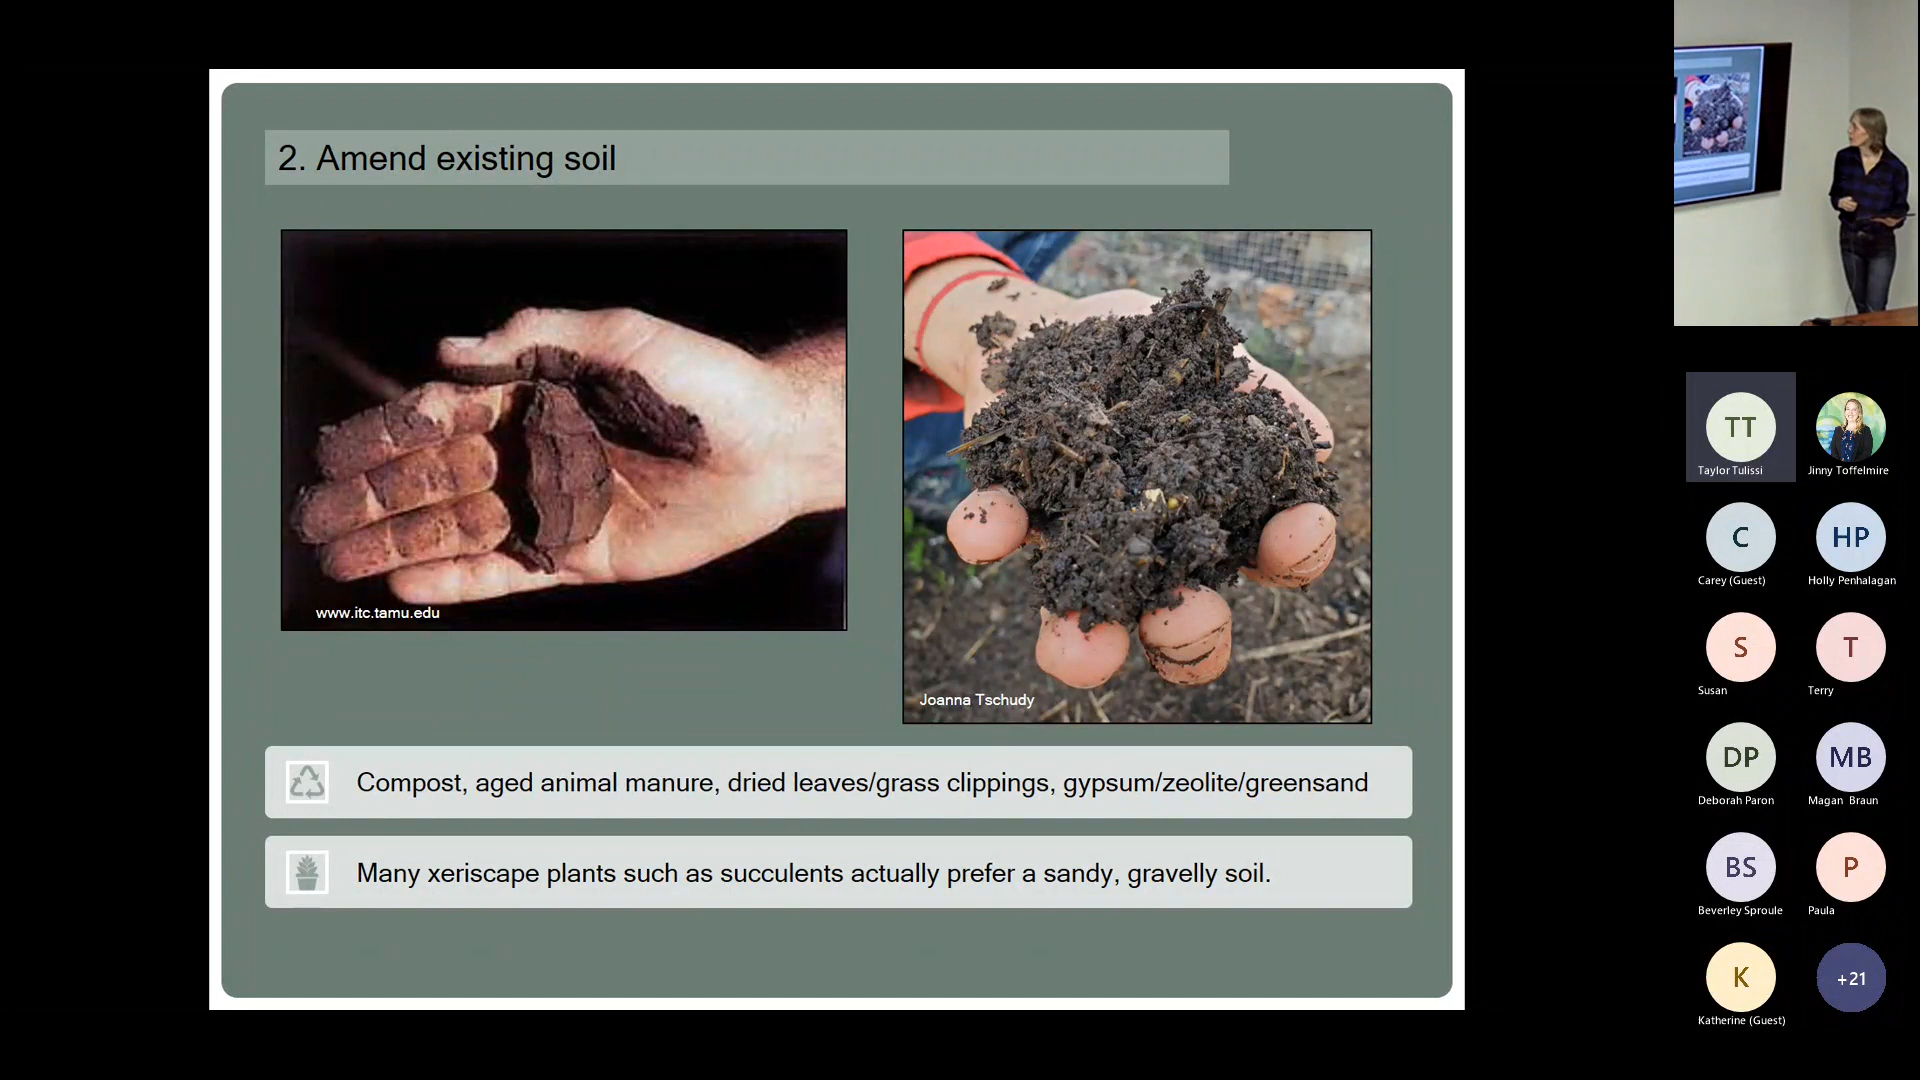 2. Amend existing soil
www.itc.tamu.edu
Joanna Tschudy
Compost, aged animal manure, dried leaves/grass clippings, gypsum/zeolite/greensand
Many xeriscape plants such as succulents actually prefer a sandy, gravelly soil.
TT
Taylor Tulissi
Jinny Toffelmire
C
Carey (Guest)
HP
Holly Penhalagan
S
Susan
T
Terry
DP
Deborah Paron
MB
Magan Braun
BS
Beverley Sproule
P
Paula
K
Katherine (Guest)
+21